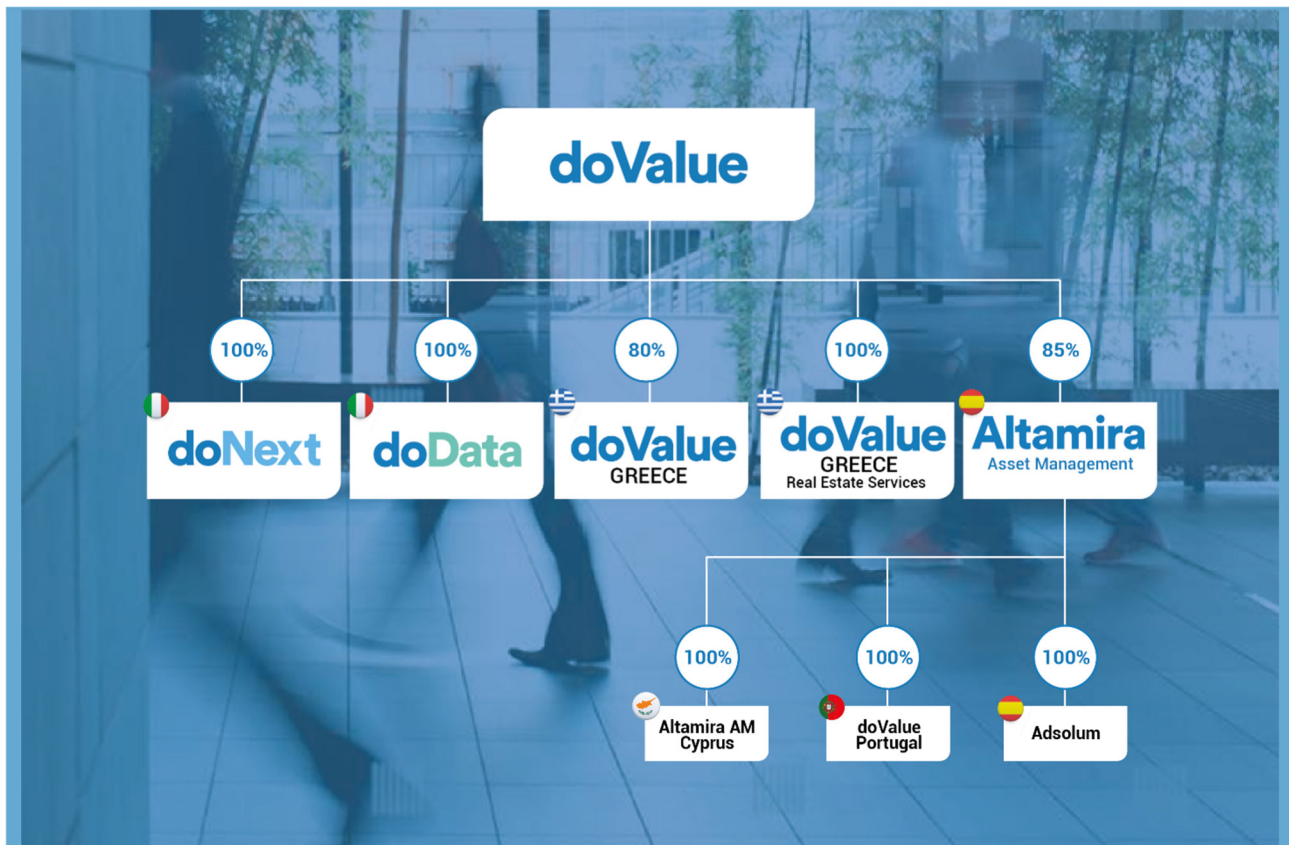 doValue
100%
100%
80%
100%
85%
doNext
doData
doValue
GREECE
doValue
GREECE
Real Estate Services
Altamira
Asset Management
100%
100%
100%
Altamira AM
Cyprus
doValue
Portugal
Adsolum